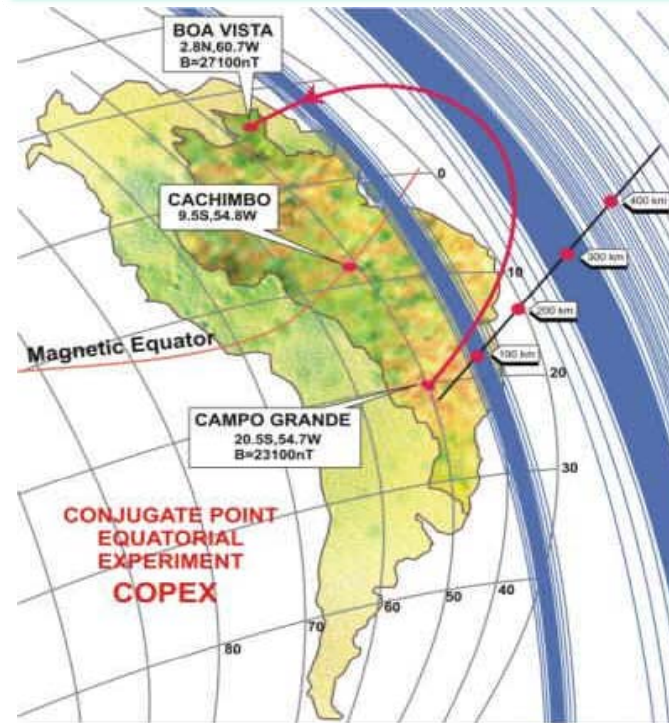 BOA VISTA
2.8N,60.7W
B=27100nT
0
400 km
CACHIMBO
9.5S,54.8W
300 km
10
200 km
Magnetic Equator
100 km
20
CAMPO GRANDE
20.5S,54.7W
B=23100nT
30
CONJUGATE POINT
EQUATORIAL
EXPERIMENT
COPEX
40
50
60
70
80